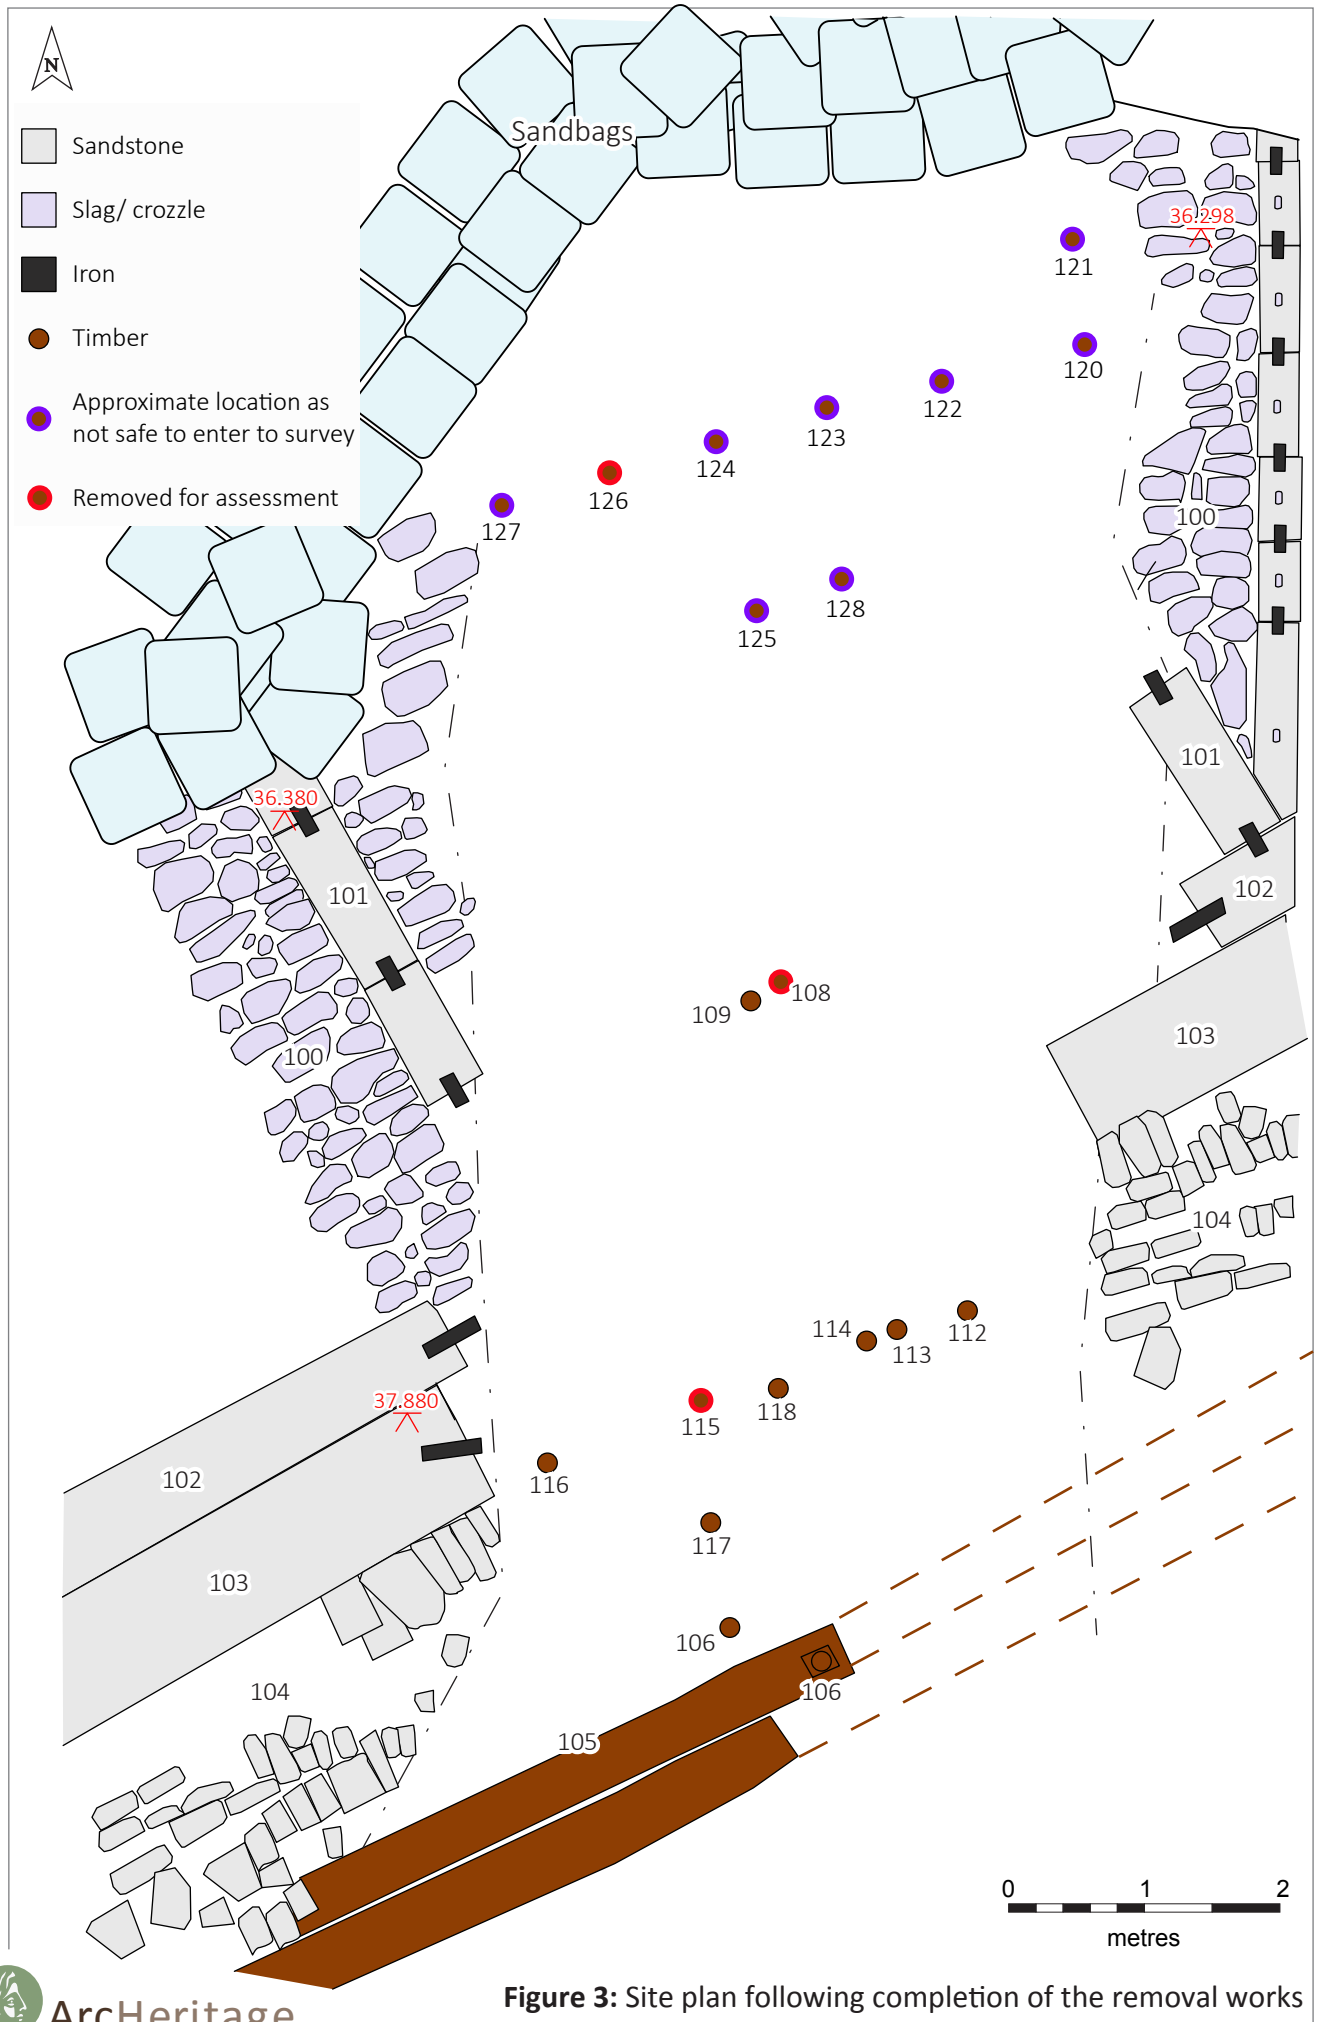 N
Sandstone
Slag/ crozzle
Iron
Timber
Approximate location as
not safe to enter to survey
Removed for assessment
Sandbags
36.298
121
120
122
123
124
126
127
100
128
125
101
36.380
101
102
108
109
103
100
104
114
112
113
37.880
118
115
102
116
117
103
106
104
106
105
0 1 2
metres
Figure 3: Site plan following completion of the removal works
ArcHeritage